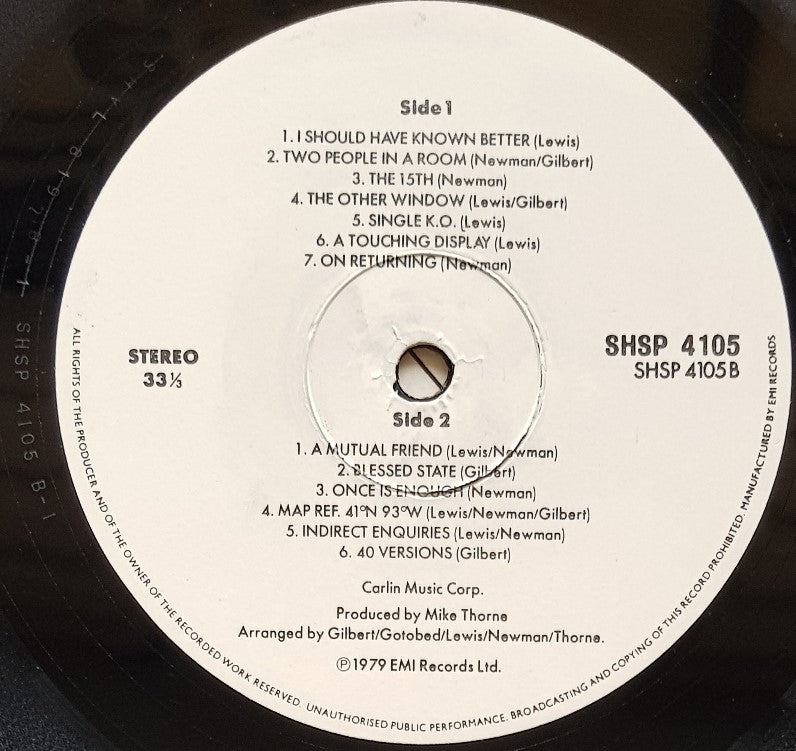 Side 1
1. I SHOULD HAVE KNOWN BETTER (Lewis)
2. TWO PEOPLE IN A ROOM (Newman/Gilbert)
3. THE 15TH (Newman)
4. THE OTHER WINDOW (Lewis/Gilbert)
5. SINGLE K.O. (Lewis)
6. A TOUCHING DISPLAY (Lewis)
7. ON RETURNING (Newman)
STEREO
33⅓
SHSP 4105
SHSP 4105 B
Side 2
1. A MUTUAL FRIEND (Lewis/Newman)
2. BLESSED STATE (Gilbert)
3. ONCE IS ENOUGH (Newman)
4. MAP REF. 41°N 93°W (Lewis/Newman/Gilbert)
5. INDIRECT ENQUIRIES (Lewis/Newman)
6. 40 VERSIONS (Gilbert)
Carlin Music Corp.
Produced by Mike Thorne
Arranged by Gilbert/Gotobed/Lewis/Newman/Thorne.
℗1979 EMI Records Ltd.
ALL RIGHTS OF THE PRODUCER AND OF THE OWNER OF THE RECORDED WORK RESERVED. UNAUTHORISED PUBLIC PERFORMANCE. BROADCASTING AND COPYING OF THIS RECORD PROHIBITED. MANUFACTURED BY EMI RECORDS
SHSP 4105 B-1